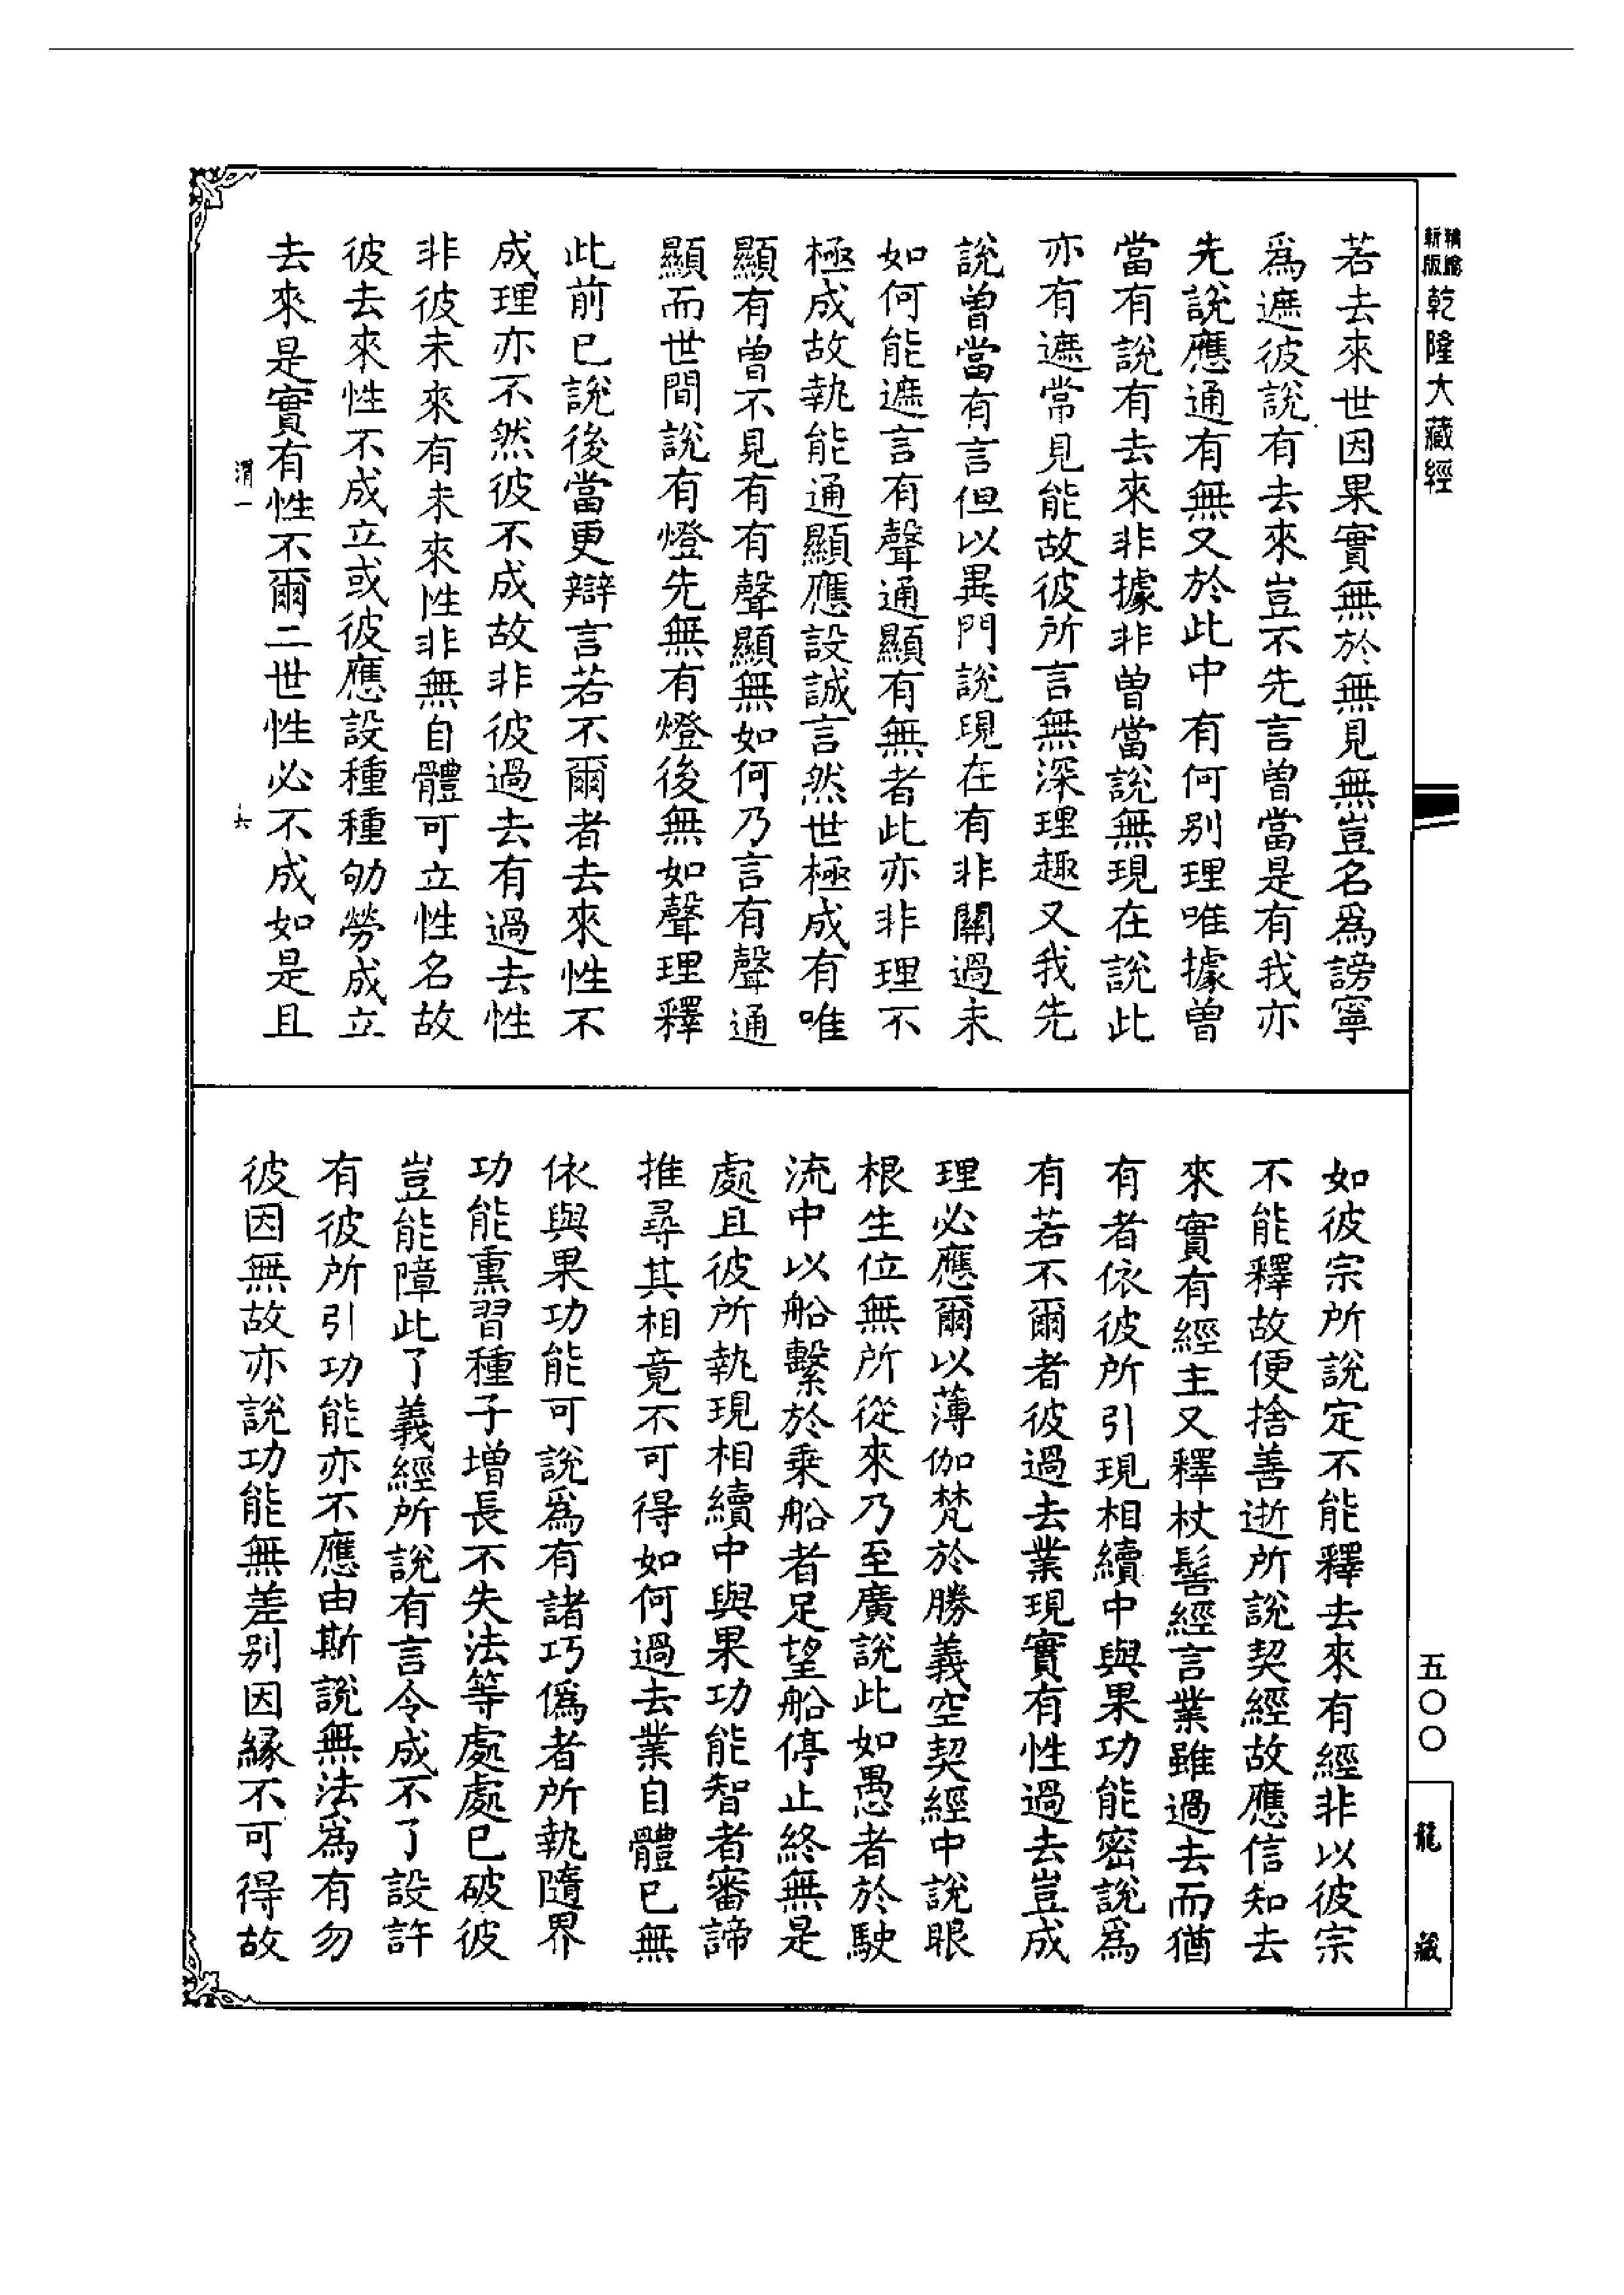 精縮
新版
乾隆大藏經
若去來世因果實無於無見無豈名爲謗寧
爲遮彼說有去來豈不先言曾當是有我亦
先說應通有無又於此中有何別理唯據曾
當有說有去來非據非曾當說無現在說此
亦有遮常見能故彼所言無深理趣又我先
說曾當有言但以異門說現在有非關過未
如何能遮言有聲通顯有無者此亦非理不
極成故執能通顯應設誠言然世極成有唯
顯有曾不見有有聲顯無如何乃言有聲通
顯而世間說有燈先無有燈後無如聲理釋
此前已說後當更辯言若不爾者去來性不
成理亦不然彼不成故非彼過去有過去性
非彼未來有未來性非無自體可立性名故
彼去來性不成立或彼應設種種劬勞成立
去來是實有性不爾二世性必不成如是且
渭一
六
如彼宗所說定不能釋去來有經非以彼宗
不能釋故便捨善逝所說契經故應信知去
來實有經主又釋杖髻經言業雖過去而猶
有者依彼所引現相續中與果功能密說爲
有若不爾者彼過去業現實有性過去豈成
理必應爾以薄伽梵於勝義空契經中說眼
根生位無所從來乃至廣說此如愚者於駛
流中以船繫於乘船者足望船停止終無是
處且彼所執現相續中與果功能智者審諦
推尋其相竟不可得如何過去業自體已無
依與果功能可說爲有諸巧偽者所執隨界
功能熏習種子增長不失法等處處已破彼
豈能障此了義經所說有言令成不了設許
有彼所引功能亦不應由斯說無法爲有勿
彼因無故亦說功能無差別因緣不可得故
五〇〇
龍藏